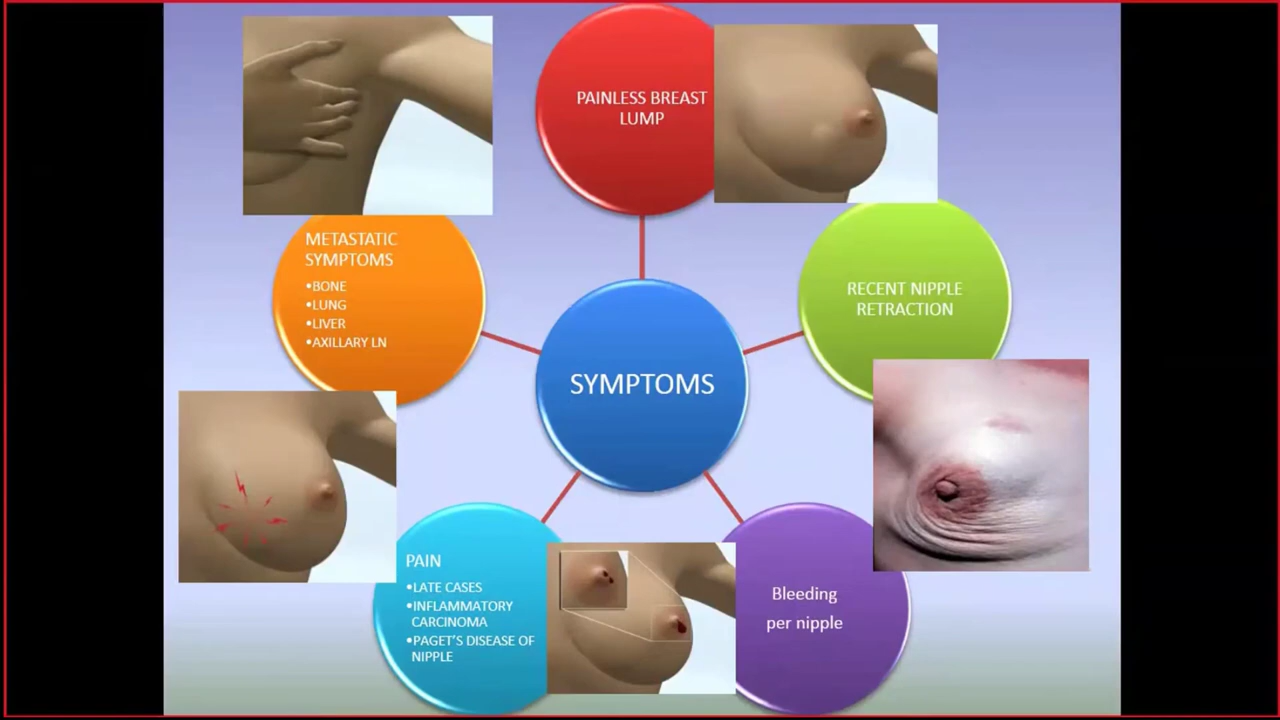 PAINLESS BREAST
LUMP
METASTATIC
SYMPTOMS
•BONE
•LUNG
•LIVER
•AXILLARY LN
RECENT NIPPLE
RETRACTION
SYMPTOMS
PAIN
•LATE CASES
•INFLAMMATORY
CARCINOMA
•PAGET'S DISEASE OF
NIPPLE
Bleeding
per nipple